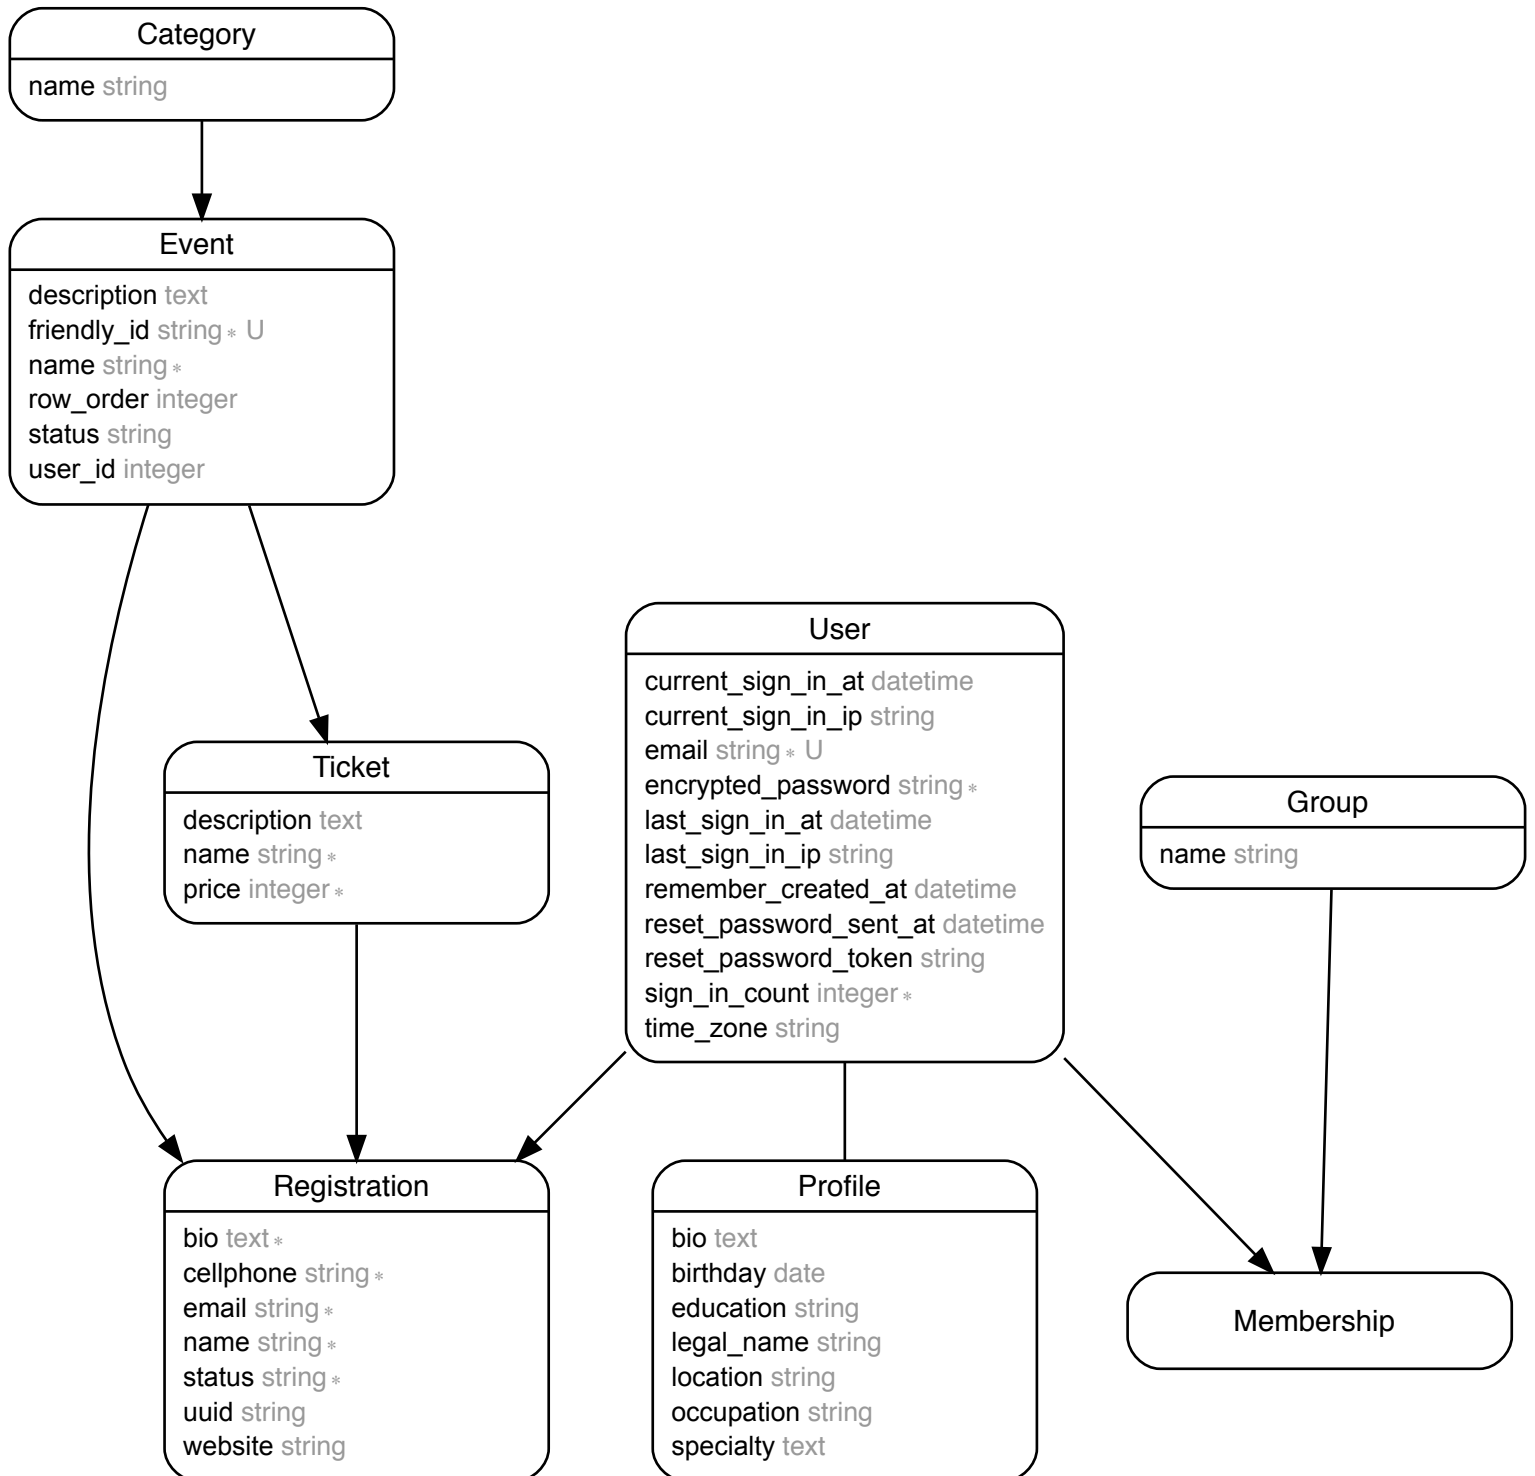 Category
name string
Event
description text
friendly_id string∗ U
name string∗
row_order integer
status string
user_id integer
Ticket
description text
name string∗
price integer∗
User
current_sign_in_at datetime
current_sign_in_ip string
email string∗ U
encrypted_password string∗
last_sign_in_at datetime
last_sign_in_ip string
remember_created_at datetime
reset_password_sent_at datetime
reset_password_token string
sign_in_count integer∗
time_zone string
Group
name string
Registration
bio text∗
cellphone string∗
email string∗
name string∗
status string∗
uuid string
website string
Profile
bio text
birthday date
education string
legal_name string
location string
occupation string
specialty text
Membership